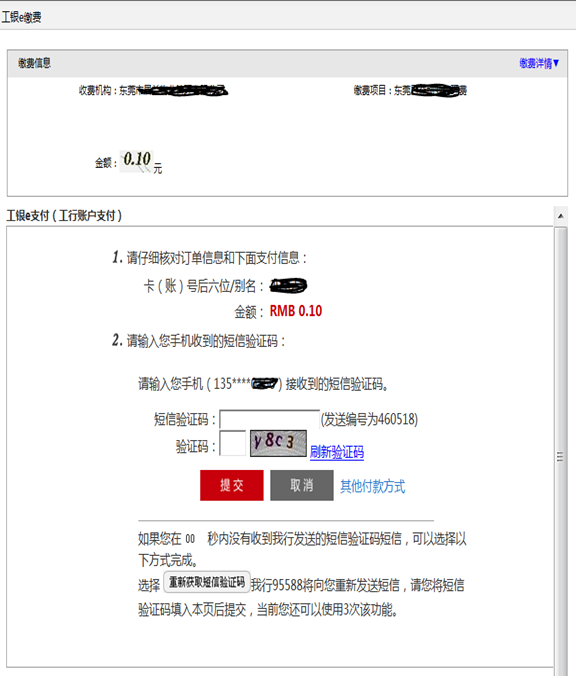 工银e缴费
缴费信息 缴费详情▼
收费机构：东莞 缴费项目：东莞 费
金额：0.10 元
工银e支付（工行账户支付）
1. 请仔细核对订单信息和下面支付信息：
卡（账）号后六位/别名：
金额： RMB 0.10
2. 请输入您手机收到的短信验证码：
请输入您手机（135****）接收到的短信验证码。
短信验证码： (发送编号为460518)
验证码： y8c3 刷新验证码
提 交 取 消 其他付款方式
如果您在 00 秒内没有收到我行发送的短信验证码短信，可以选择以
下方式完成。
选择 重新获取短信验证码 我行95588将向您重新发送短信，请您将短信
验证码填入本页后提交，当前您还可以使用3次该功能。